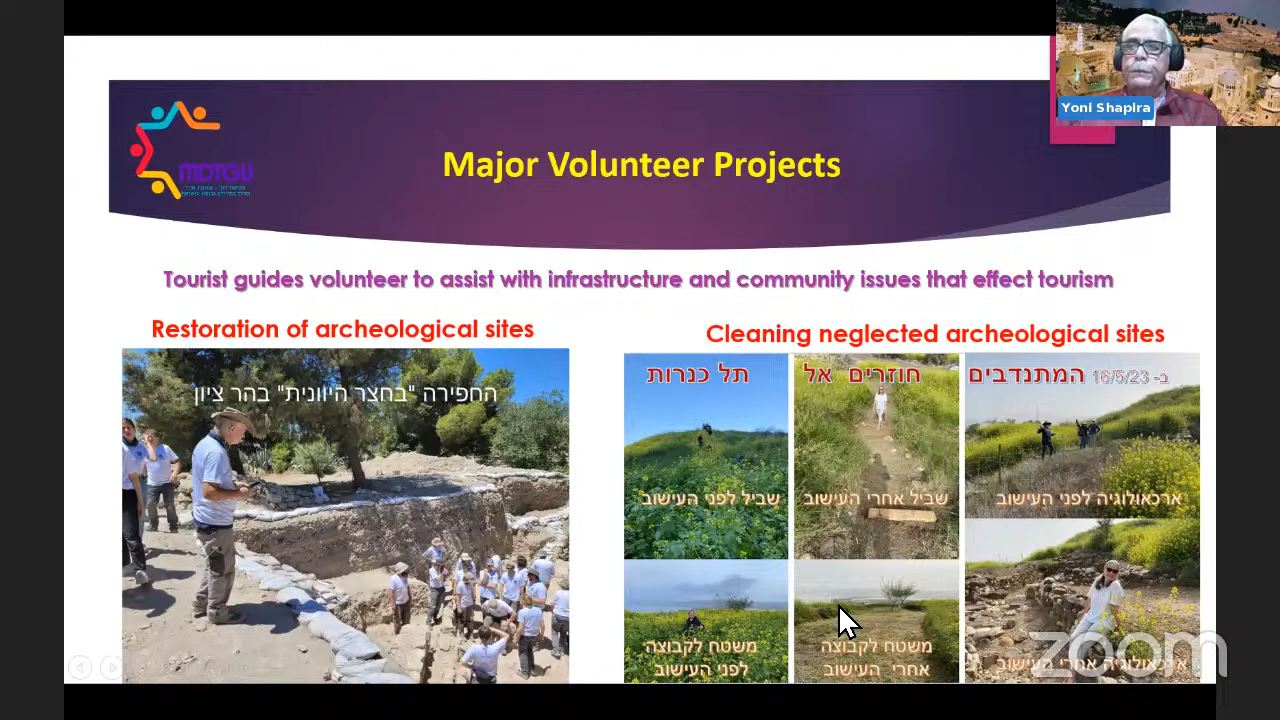 Yoni Shapira
MDTGU
Major Volunteer Projects
Tourist guides volunteer to assist with infrastructure and community issues that effect tourism
Restoration of archeological sites
Cleaning neglected archeological sites
החפירה "בחצר היוונית" בהר ציון
המתנדבים ב- 16/5/23
חוזרים אל
תל כנרות
שביל לפני העישוב
שביל אחרי העישוב
ארכאולוגיה לפני העישוב
משטח לקבוצה
לפני העישוב
משטח לקבוצה
אחרי העישוב
ארכאולוגיה אחרי העישוב
zoom